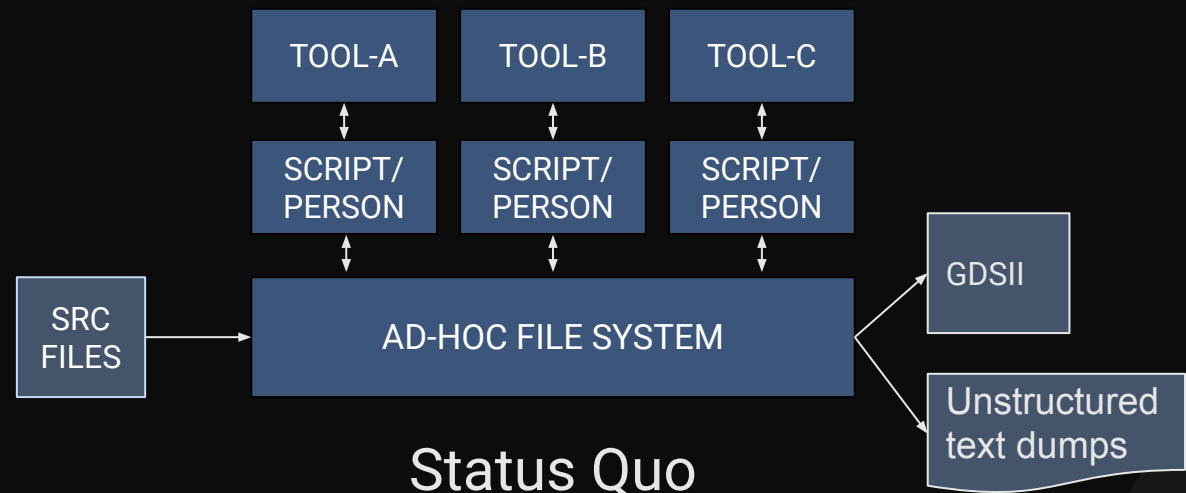 TOOL-A
TOOL-B
TOOL-C
SCRIPT/
PERSON
SCRIPT/
PERSON
SCRIPT/
PERSON
SRC
FILES
AD-HOC FILE SYSTEM
GDSII
Unstructured
text dumps
Status Quo